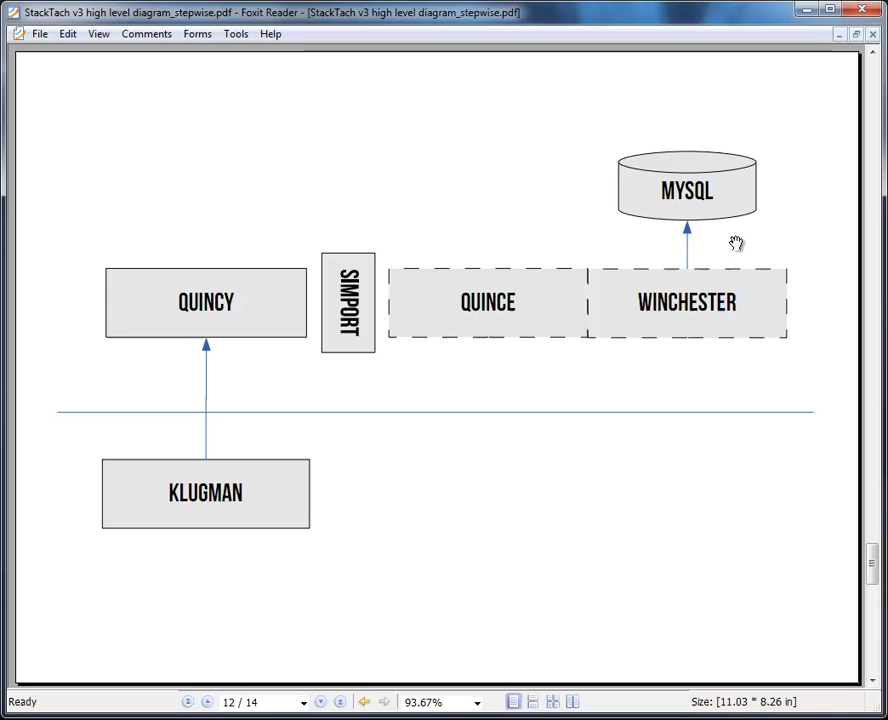 StackTach v3 high level diagram_stepwise.pdf - Foxit Reader - [StackTach v3 high level diagram_stepwise.pdf]
File Edit View Comments Forms Tools Help
MYSQL
QUINCY
SIMPORT
QUINCE
WINCHESTER
KLUGMAN
Ready
12 / 14
93.67%
Size: [11.03 * 8.26 in]